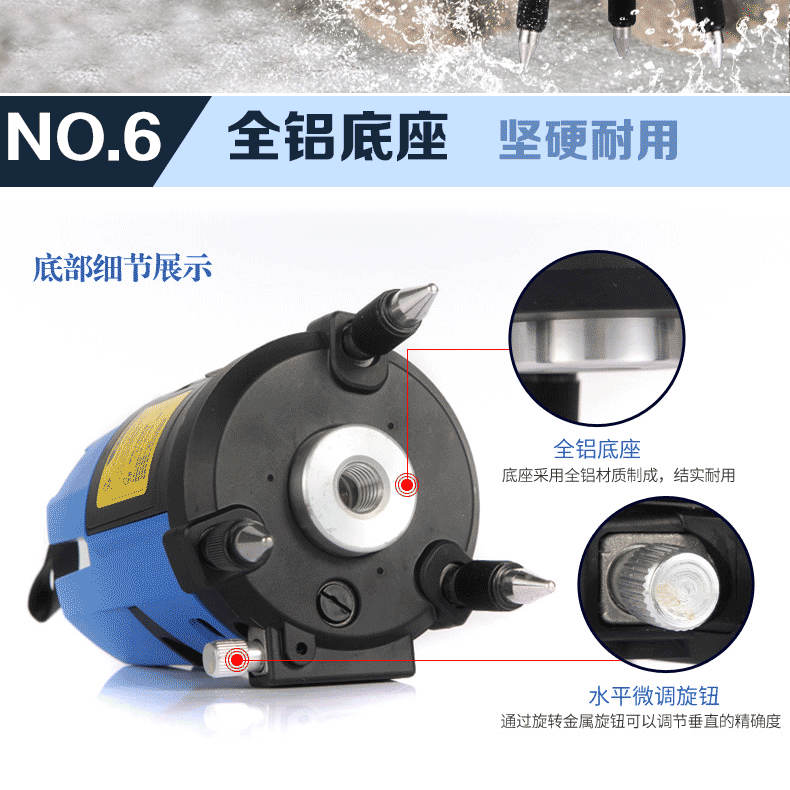 NO.6 全铝底座 坚硬耐用
底部细节展示
全铝底座
底座采用全铝材质制成，结实耐用
水平微调旋钮
通过旋转金属旋钮可以调节垂直的精确度